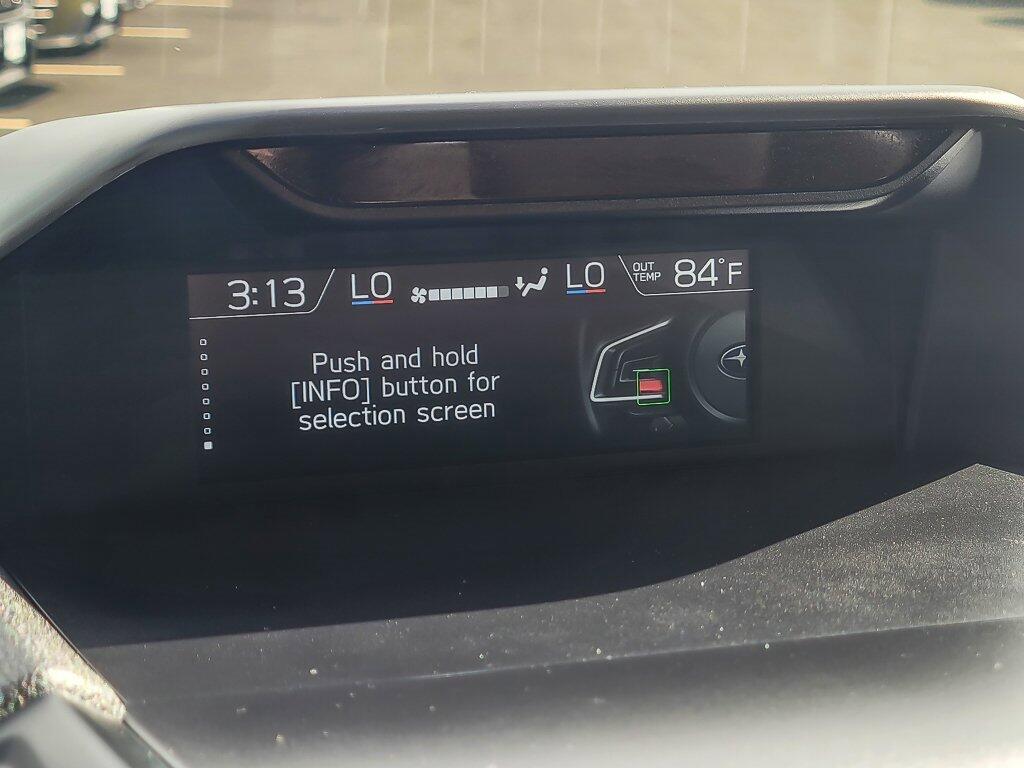 3:13 LO LO OUT TEMP 84°F
Push and hold
[INFO] button for
selection screen